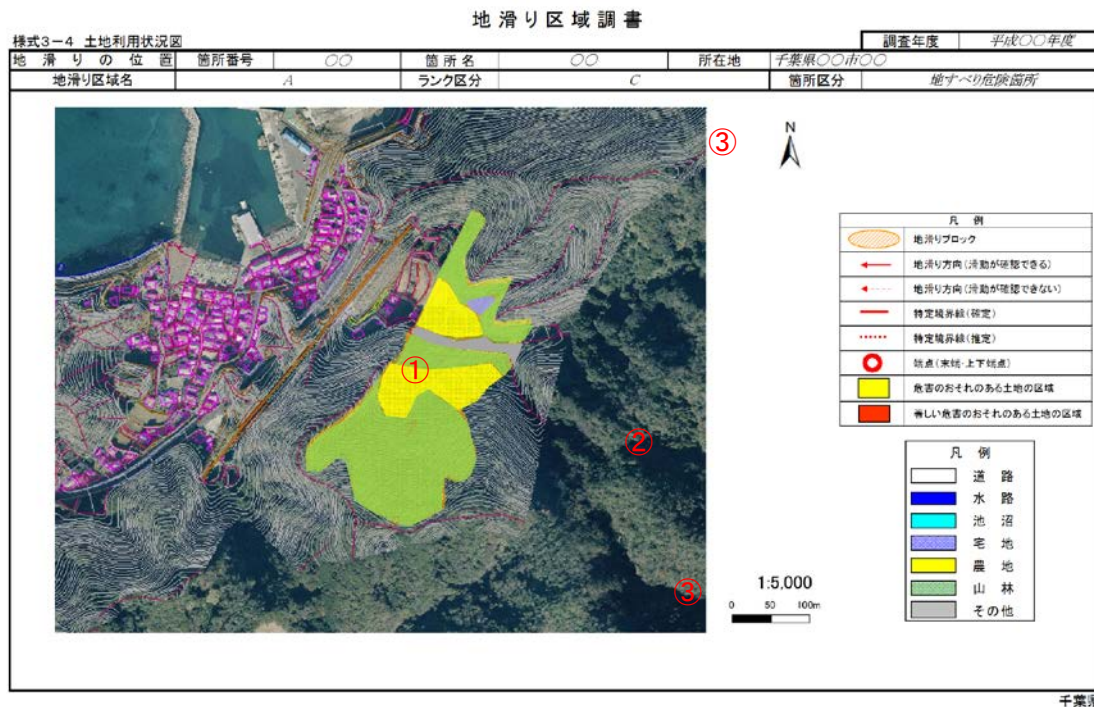 地滑り区域調書
様式3-4 土地利用状況図
調査年度 平成〇〇年度
地滑りの位置 箇所番号 〇〇 箇所名 〇〇 所在地 千葉県〇〇市〇〇
地滑り区域名 A ランク区分 C 箇所区分 地すべり危険箇所
③
N
①
②
③
凡 例
地滑りブロック
地滑り方向(滑動が確認できる)
地滑り方向(滑動が確認できない)
特定境界線(確定)
特定境界線(推定)
端点(末端・上下端点)
危害のおそれのある土地の区域
著しい危害のおそれのある土地の区域
凡 例
道 路
水 路
池 沼
宅 地
農 地
山 林
その他
1:5,000
0 50 100m
千葉県